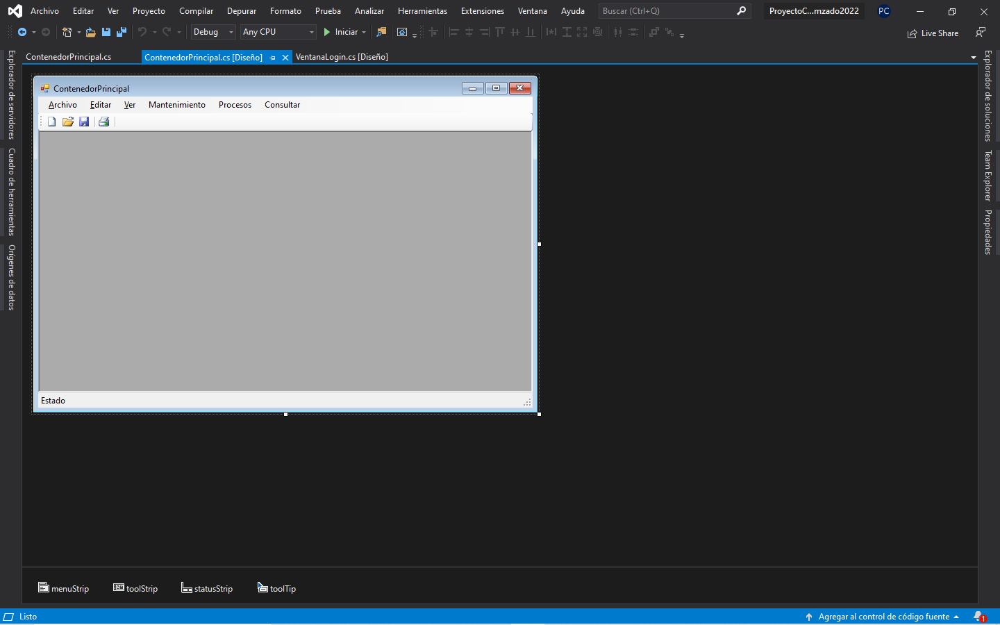 Archivo Editar Ver Proyecto Compilar Depurar Formato Prueba Analizar Herramientas Extensiones Ventana Ayuda Buscar (Ctrl+Q) ProyectoC...mzado2022 PC
Debug Any CPU Iniciar Live Share
ContenedorPrincipal.cs ContenedorPrincipal.cs [Diseño] VentanaLogin.cs [Diseño]
Explorador de servidores
Cuadro de herramientas
Orígenes de datos
ContenedorPrincipal
Archivo Editar Ver Mantenimiento Procesos Consultar
Estado
Explorador de soluciones
Team Explorer
Propiedades
menuStrip toolStrip statusStrip toolTip
Listo Agregar al control de código fuente 1